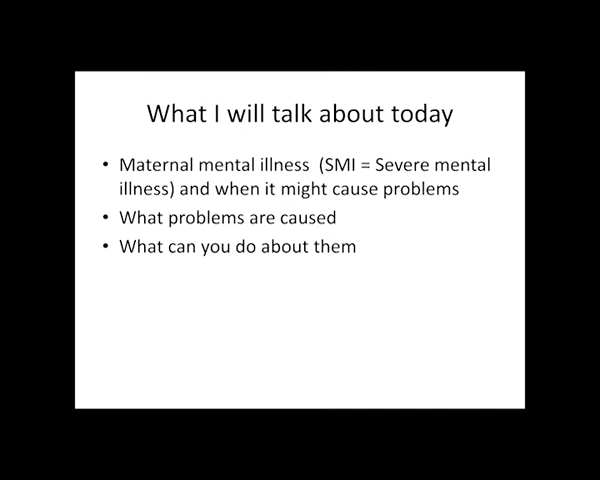 What I will talk about today
• Maternal mental illness (SMI = Severe mental
illness) and when it might cause problems
• What problems are caused
• What can you do about them